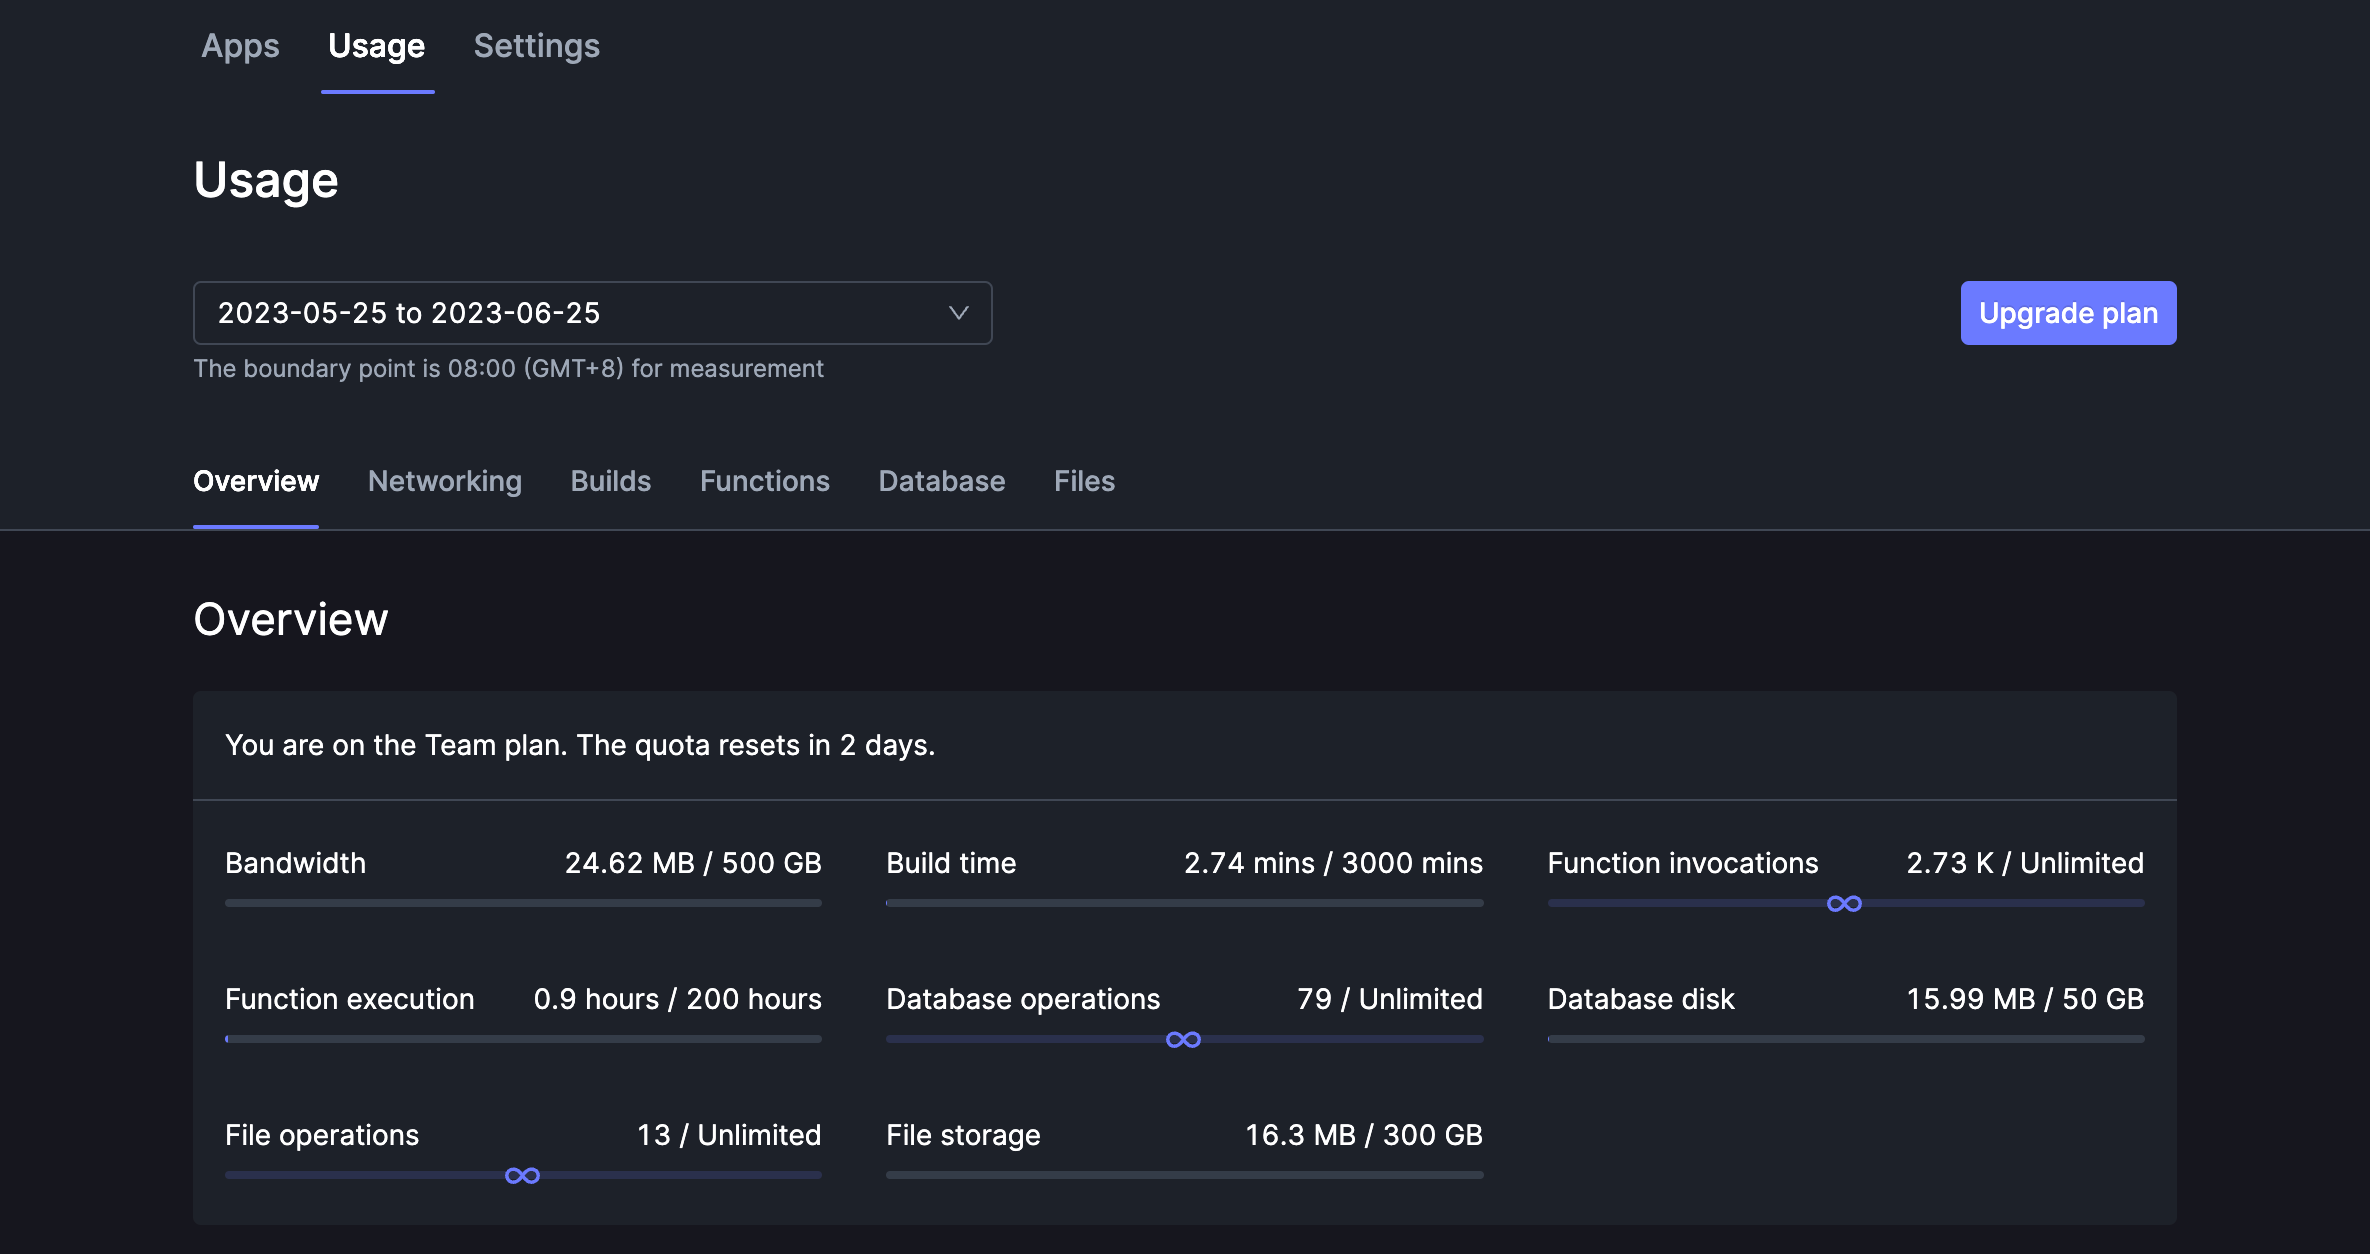 Apps Usage Settings
Usage
2023-05-25 to 2023-06-25
Upgrade plan
The boundary point is 08:00 (GMT+8) for measurement
Overview Networking Builds Functions Database Files
Overview
You are on the Team plan. The quota resets in 2 days.
Bandwidth 24.62 MB / 500 GB
Build time 2.74 mins / 3000 mins
Function invocations 2.73 K / Unlimited
Function execution 0.9 hours / 200 hours
Database operations 79 / Unlimited
Database disk 15.99 MB / 50 GB
File operations 13 / Unlimited
File storage 16.3 MB / 300 GB